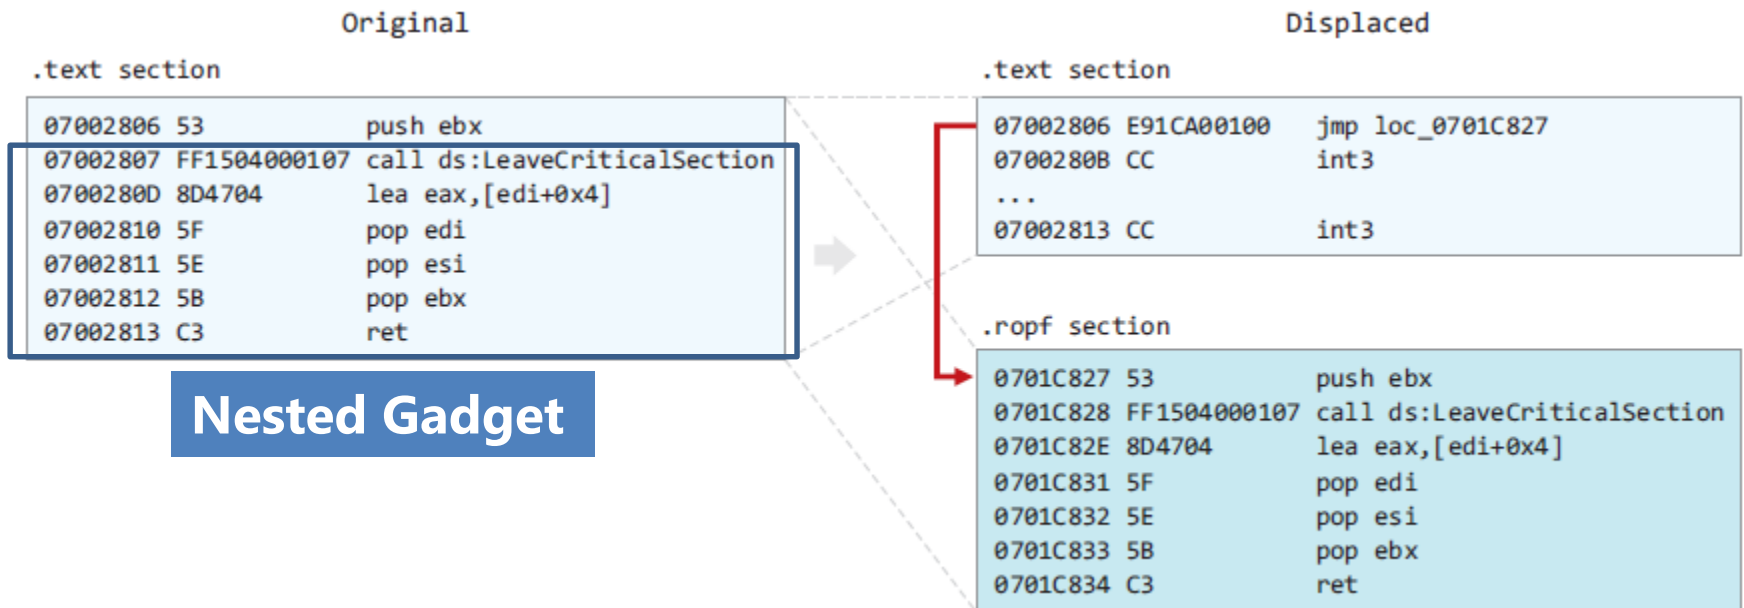 Original
.text section
07002806 53 push ebx
07002807 FF1504000107 call ds:LeaveCriticalSection
0700280D 8D4704 lea eax,[edi+0x4]
07002810 5F pop edi
07002811 5E pop esi
07002812 5B pop ebx
07002813 C3 ret
Nested Gadget
Displaced
.text section
07002806 E91CA00100 jmp loc_0701C827
0700280B CC int3
...
07002813 CC int3
.ropf section
0701C827 53 push ebx
0701C828 FF1504000107 call ds:LeaveCriticalSection
0701C82E 8D4704 lea eax,[edi+0x4]
0701C831 5F pop edi
0701C832 5E pop esi
0701C833 5B pop ebx
0701C834 C3 ret